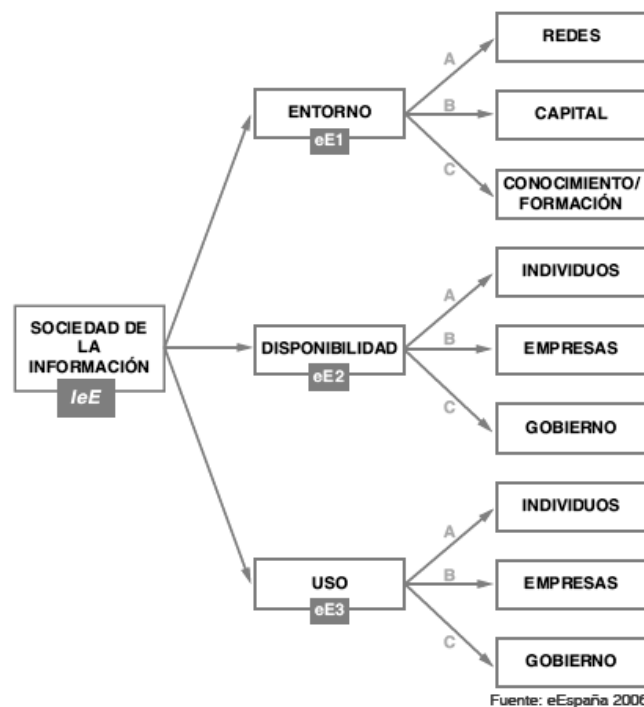 REDES
A
ENTORNO
eE1
B
CAPITAL
C
CONOCIMIENTO/
FORMACIÓN
INDIVIDUOS
A
SOCIEDAD DE
LA
INFORMACIÓN
IeE
DISPONIBILIDAD
eE2
B
EMPRESAS
C
GOBIERNO
INDIVIDUOS
A
USO
eE3
B
EMPRESAS
C
GOBIERNO
Fuente: eEspaña 2006